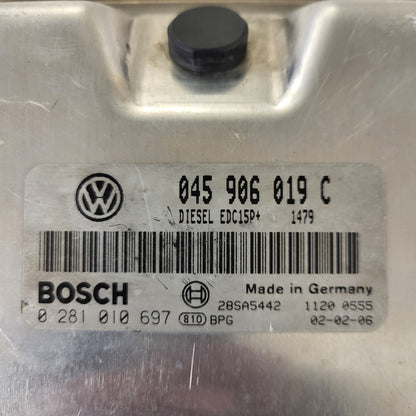 VW 045 906 019 C
DIESEL EDC15P+ 1479
BOSCH Made in Germany
28SA5442 1120 0555
0 281 010 697 810 BPG 02-02-06